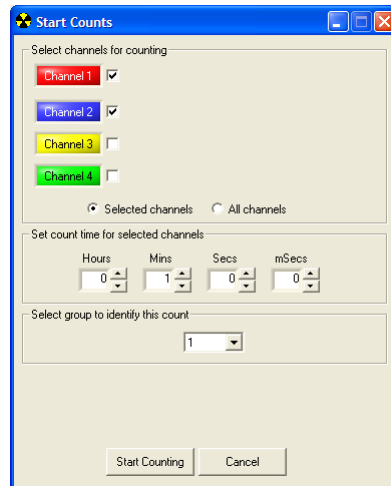 Start Counts
Select channels for counting
Channel 1
Channel 2
Channel 3
Channel 4
Selected channels All channels
Set count time for selected channels
Hours Mins Secs mSecs
0 1 0 0
Select group to identify this count
1
Start Counting Cancel